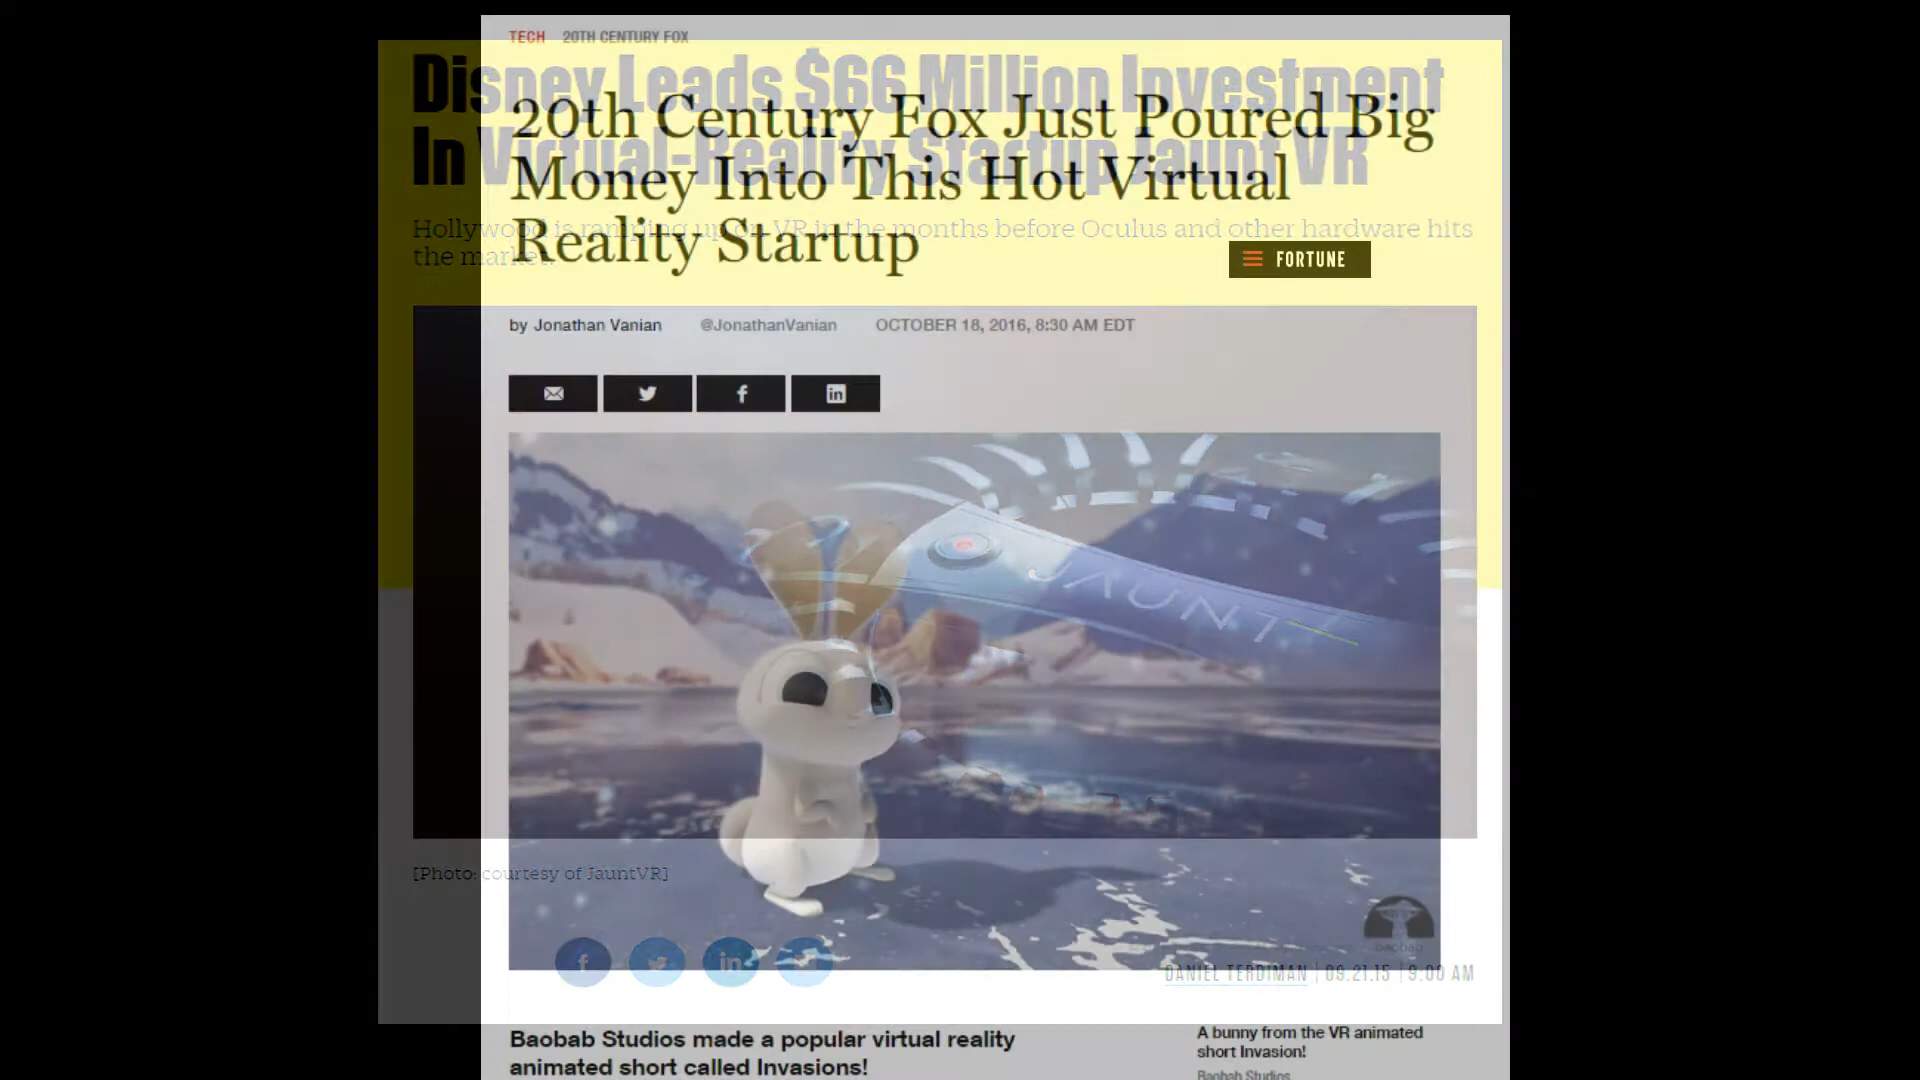 TECH 20TH CENTURY FOX
Disney Leads $66 Million Investment
In Virtual-Reality Startup Jaunt VR
20th Century Fox Just Poured Big
Money Into This Hot Virtual
Reality Startup
Hollywood is ramping up on VR in the months before Oculus and other hardware hits
the market.
FORTUNE
by Jonathan Vanian @JonathanVanian OCTOBER 18, 2016, 8:30 AM EDT
JAUNT
[Photo: courtesy of JauntVR]
baobab
DANIEL TERDIMAN | 09.21.15 | 9:00 AM
Baobab Studios made a popular virtual reality
animated short called Invasions!
A bunny from the VR animated
short Invasion!
Baobab Studios